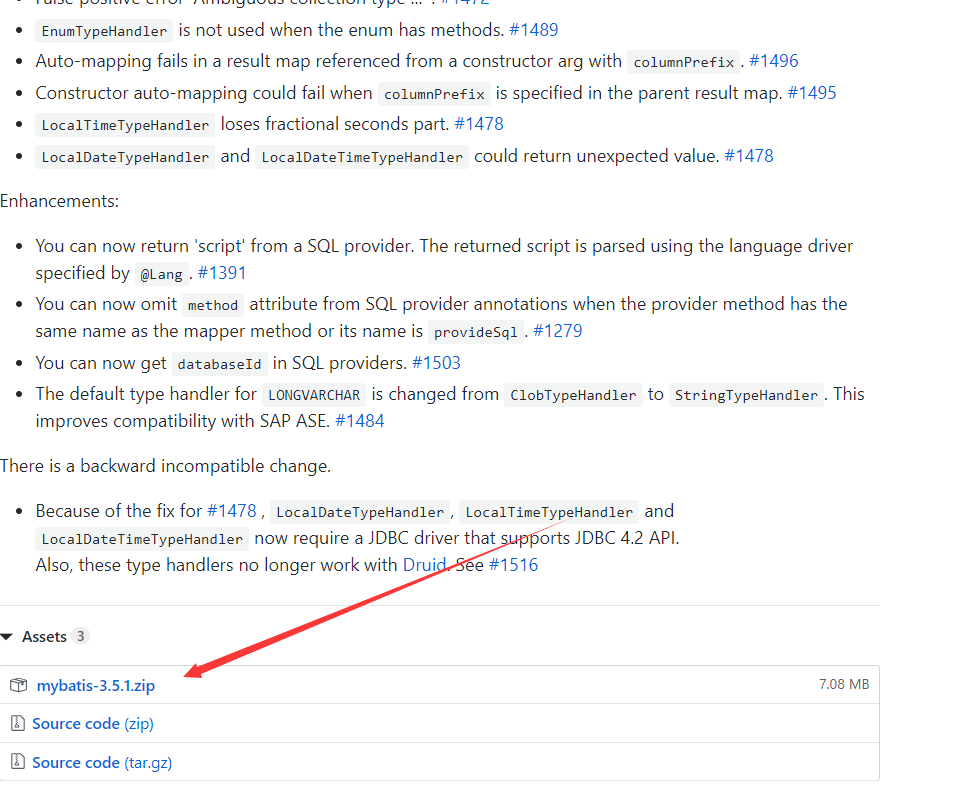 False positive error "Ambiguous collection type ..." . #1472
EnumTypeHandler is not used when the enum has methods. #1489
Auto-mapping fails in a result map referenced from a constructor arg with columnPrefix . #1496
Constructor auto-mapping could fail when columnPrefix is specified in the parent result map. #1495
LocalTimeTypeHandler loses fractional seconds part. #1478
LocalDateTypeHandler and LocalDateTimeTypeHandler could return unexpected value. #1478
Enhancements:
You can now return 'script' from a SQL provider. The returned script is parsed using the language driver
specified by @Lang . #1391
You can now omit method attribute from SQL provider annotations when the provider method has the
same name as the mapper method or its name is provideSql . #1279
You can now get databaseId in SQL providers. #1503
The default type handler for LONGVARCHAR is changed from ClobTypeHandler to StringTypeHandler . This
improves compatibility with SAP ASE. #1484
There is a backward incompatible change.
Because of the fix for #1478 , LocalDateTypeHandler , LocalTimeTypeHandler and
LocalDateTimeTypeHandler now require a JDBC driver that supports JDBC 4.2 API.
Also, these type handlers no longer work with Druid. See #1516
Assets 3
mybatis-3.5.1.zip 7.08 MB
Source code (zip)
Source code (tar.gz)